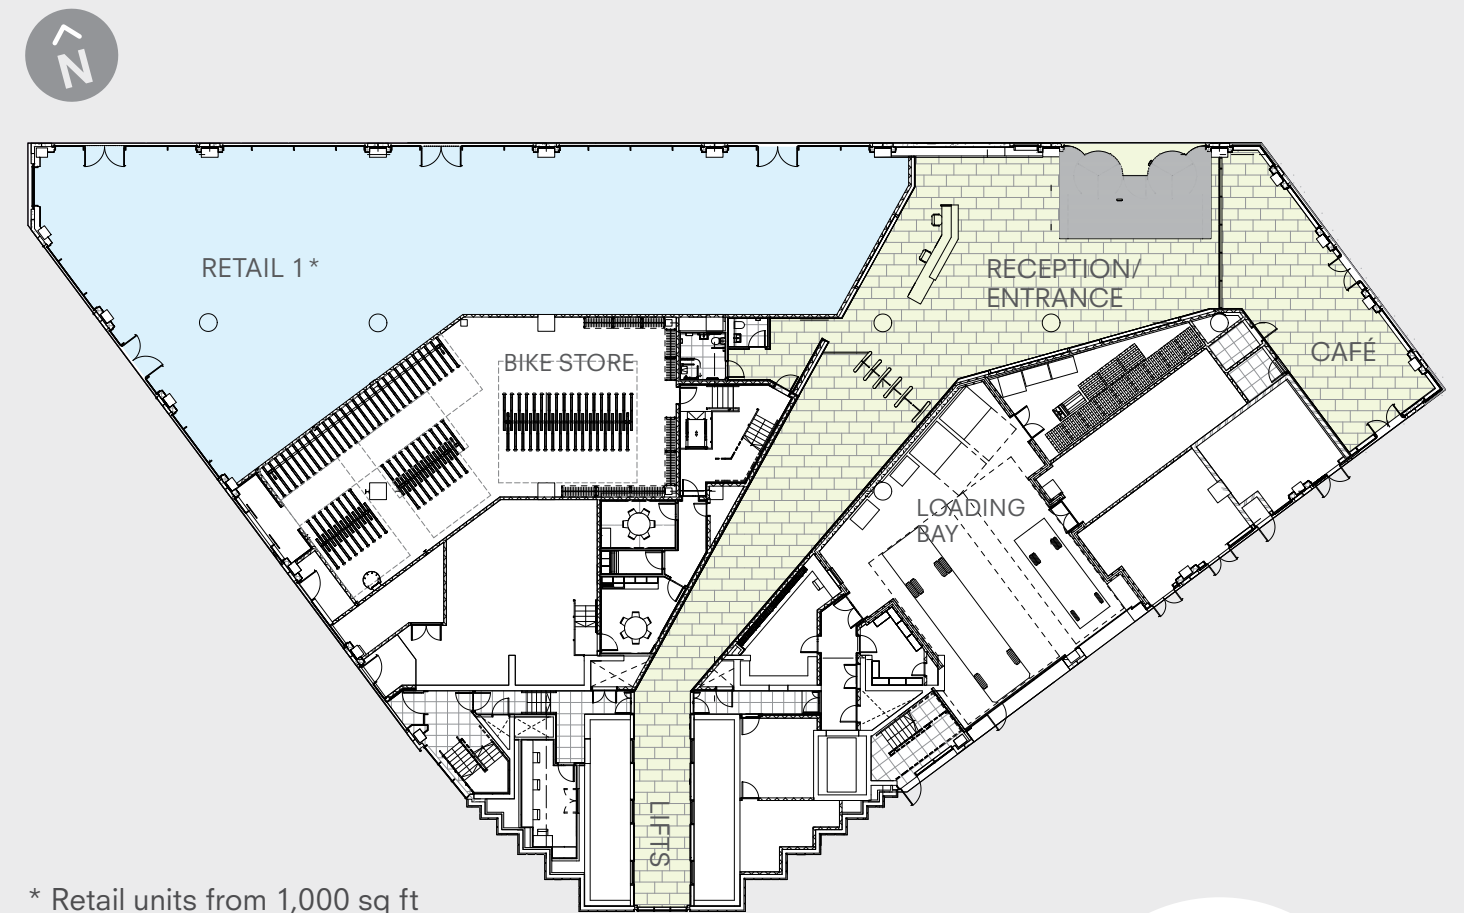 N
RETAIL 1*
RECEPTION/
ENTRANCE
BIKE STORE
CAFÉ
LOADING
BAY
LIFTS
* Retail units from 1,000 sq ft